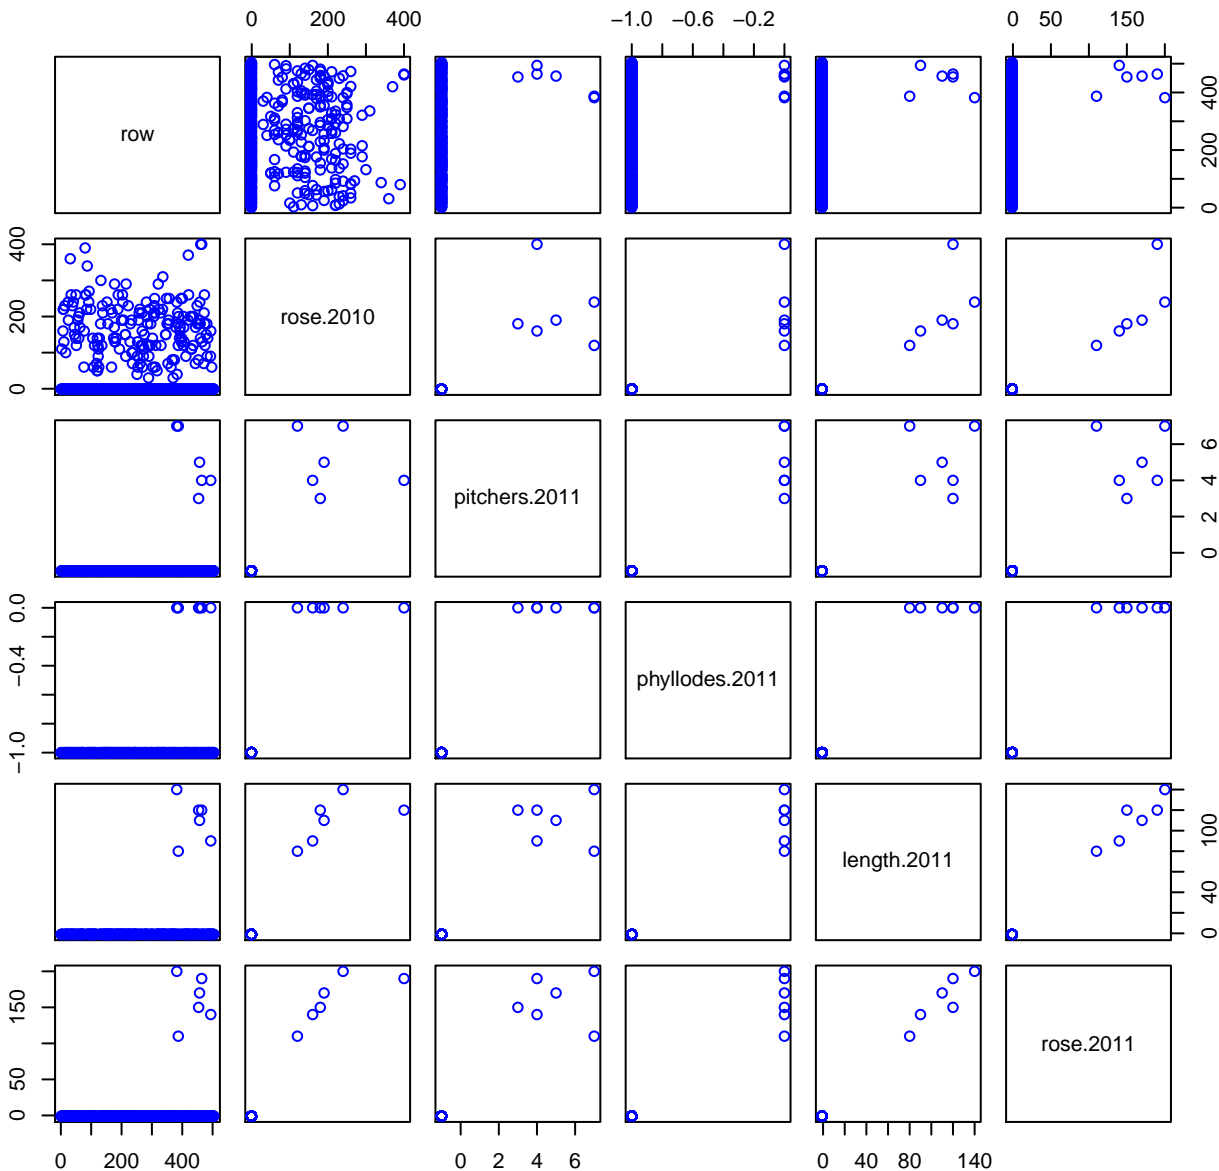 0 200 400 −1.0 −0.6 −0.2 0 50 150
row 0 200 400
0 200 400 rose.2010
pitchers.2011 0 2 4 6
−1.0 −0.4 0.0 phyllodes.2011
length.2011 0 40 100
0 50 150 rose.2011
0 200 400 0 2 4 6 0 40 80 140